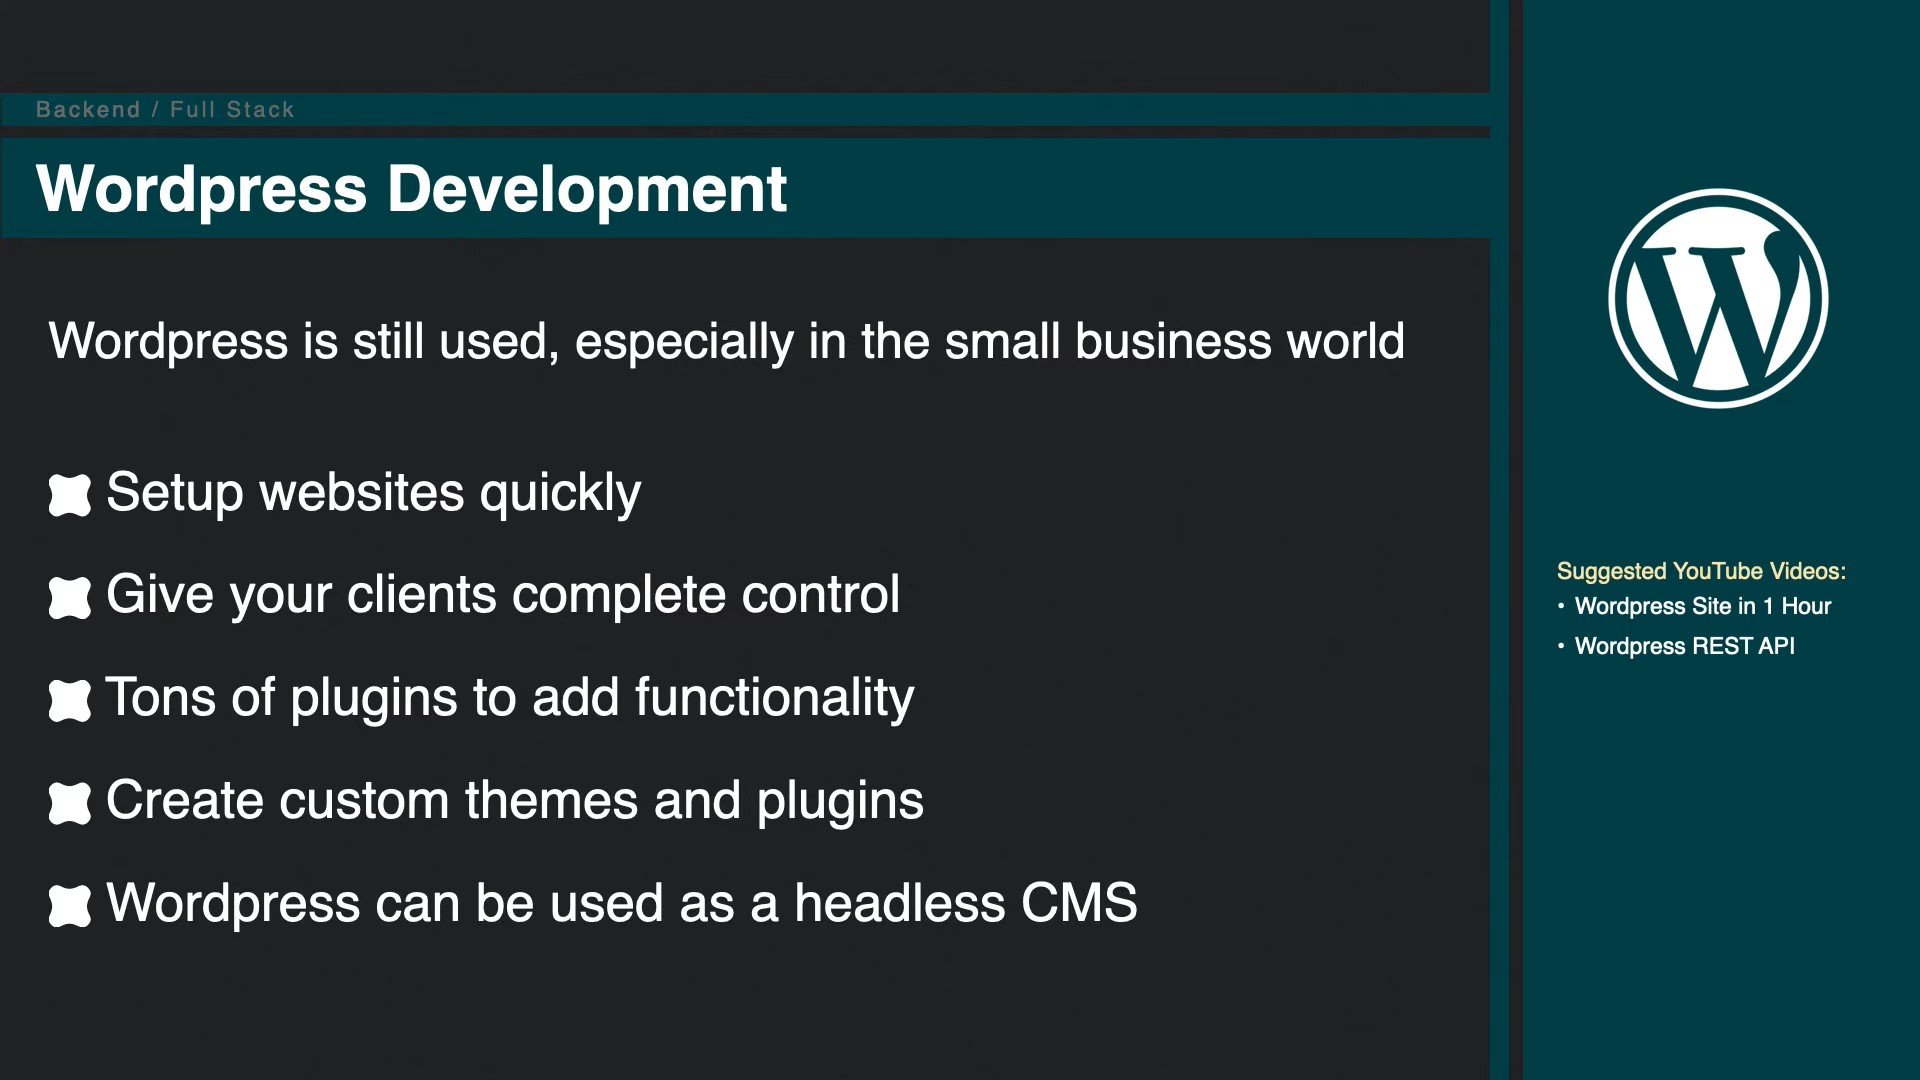 Backend / Full Stack
Wordpress Development
Wordpress is still used, especially in the small business world
Setup websites quickly
Give your clients complete control
Tons of plugins to add functionality
Create custom themes and plugins
Wordpress can be used as a headless CMS
Suggested YouTube Videos:
• Wordpress Site in 1 Hour
• Wordpress REST API